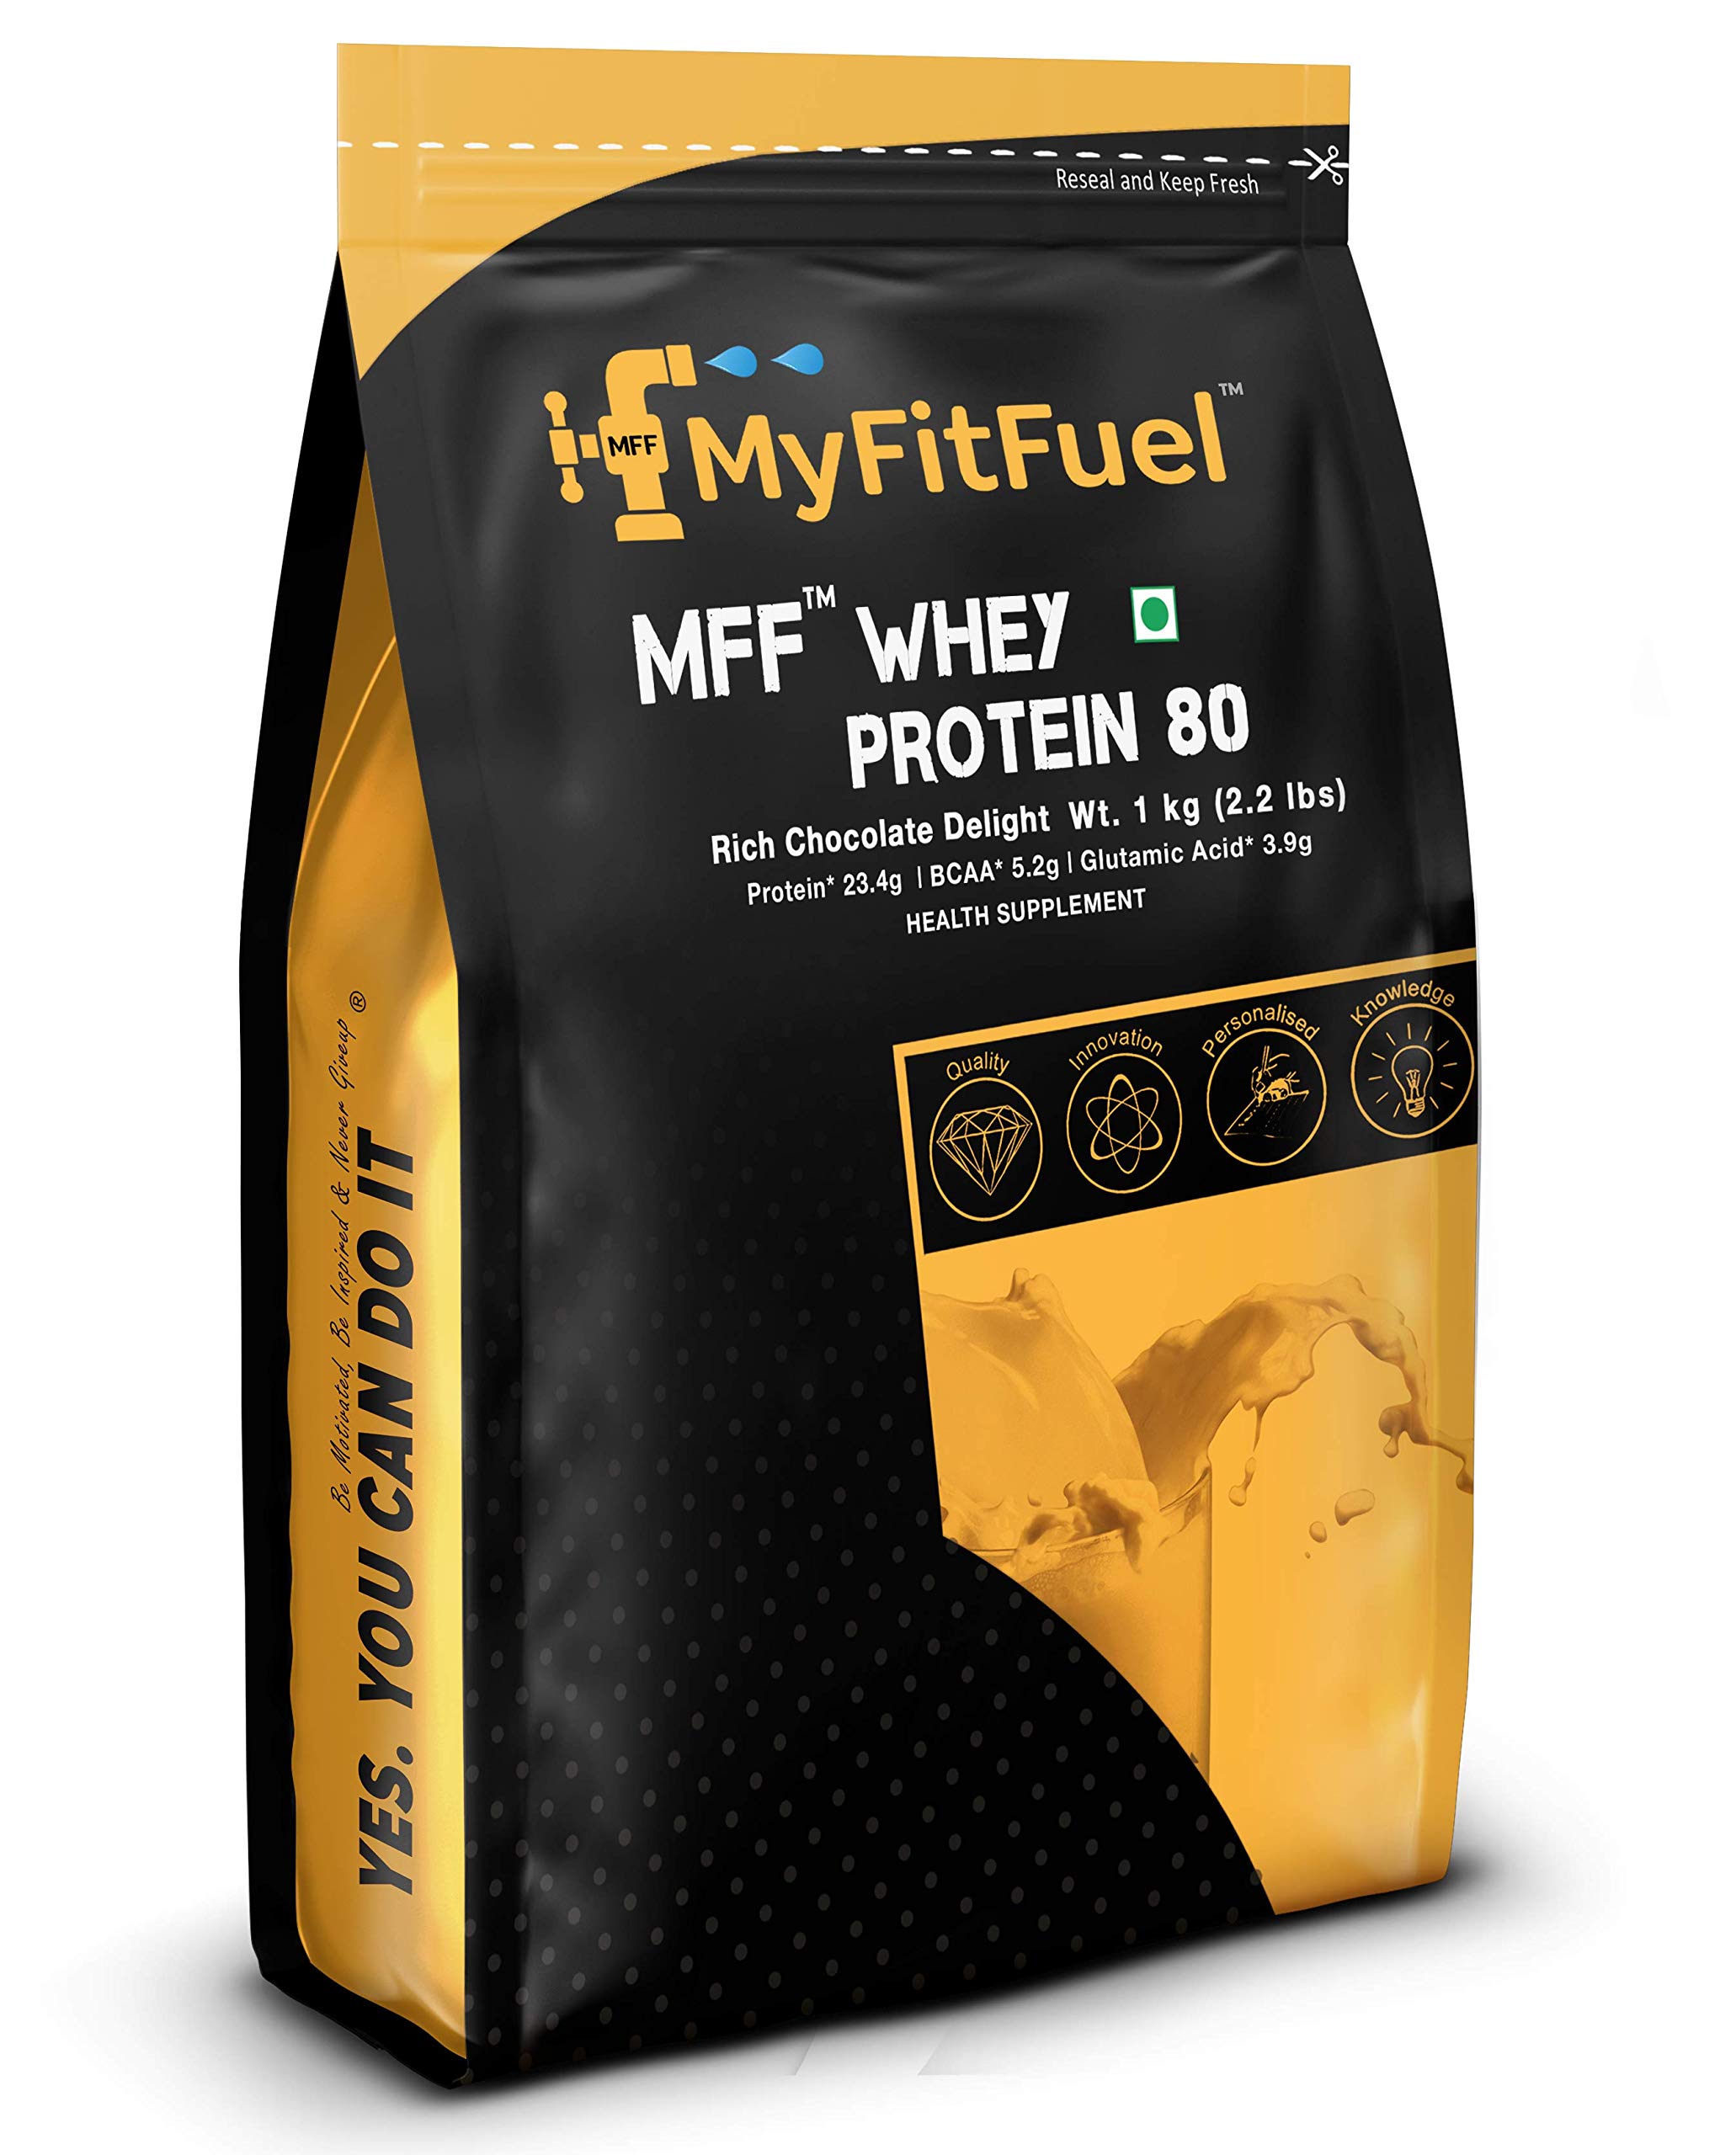 Reseal and Keep Fresh
MFF
MyFitFuel™
MFF™ WHEY
PROTEIN 80
Rich Chocolate Delight Wt. 1 kg (2.2 lbs)
Protein* 23.4g | BCAA* 5.2g | Glutamic Acid* 3.9g
HEALTH SUPPLEMENT
Quality
Innovation
Personalised
Knowledge
Be Motivated, Be Inspired & Never Giveup ®
YES. YOU CAN DO IT